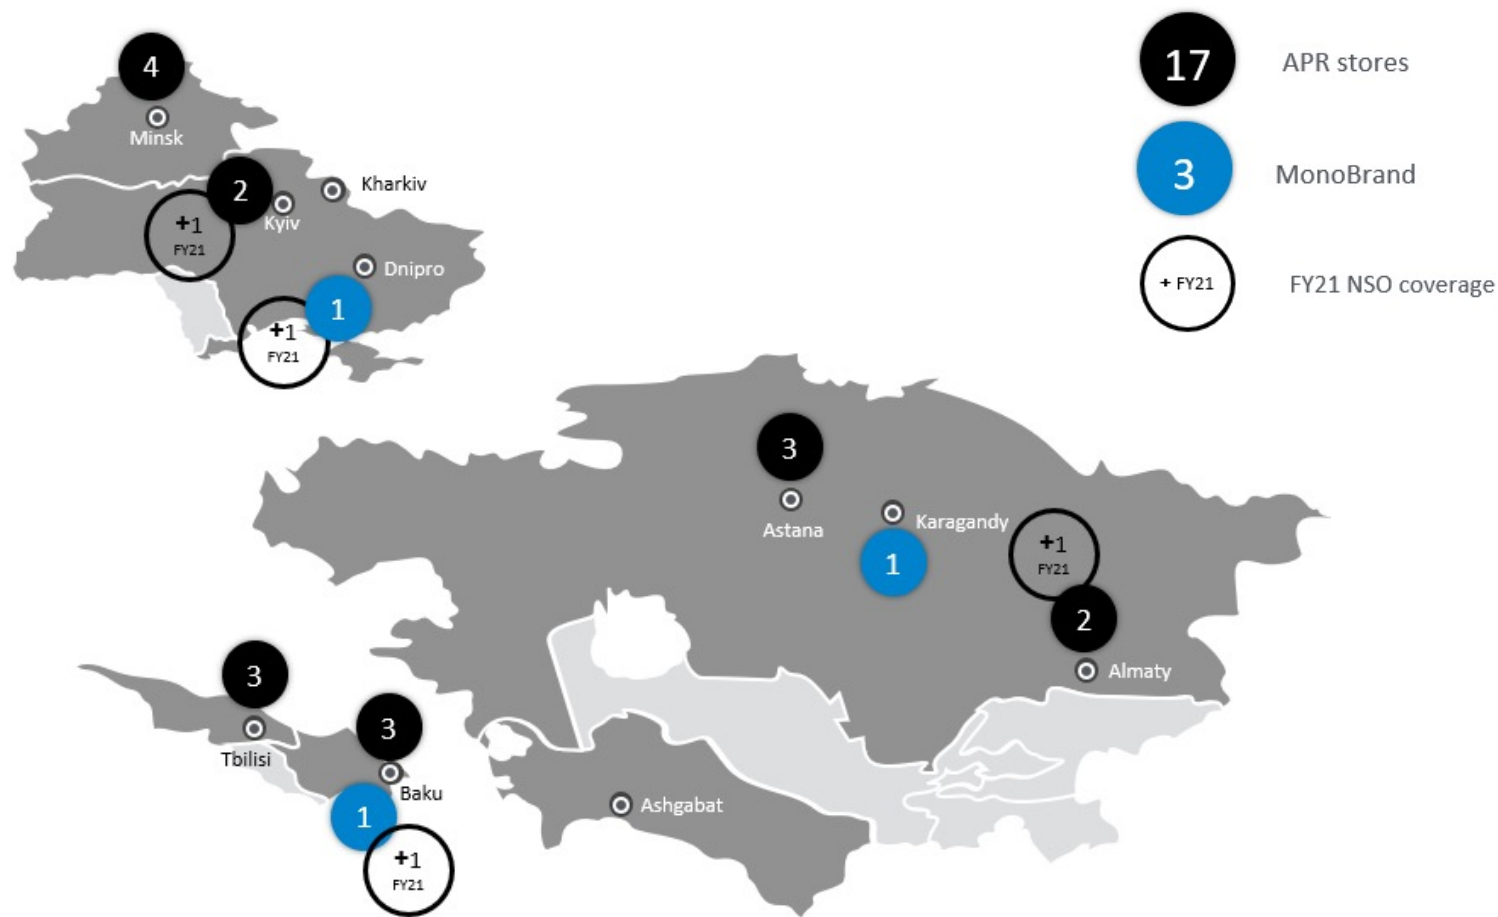 17
APR stores
3
MonoBrand
+ FY21
FY21 NSO coverage
4
Minsk
2
Kyiv
Kharkiv
+1
FY21
Dnipro
1
+1
FY21
3
Astana
Karagandy
1
+1
FY21
2
Almaty
3
Tbilisi
3
Baku
1
+1
FY21
Ashgabat